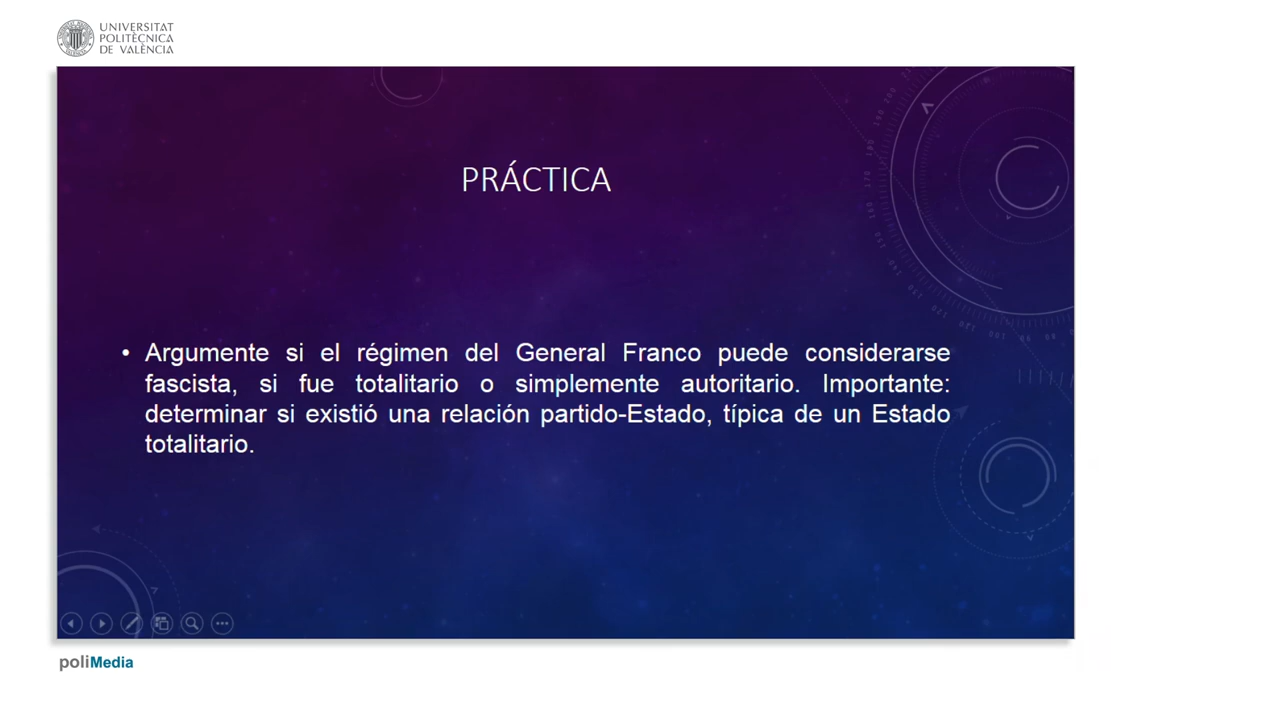 UNIVERSITAT
POLITÈCNICA
DE VALÈNCIA
PRÁCTICA
• Argumente si el régimen del General Franco puede considerarse
fascista, si fue totalitario o simplemente autoritario. Importante:
determinar si existió una relación partido-Estado, típica de un Estado
totalitario.
poliMedia